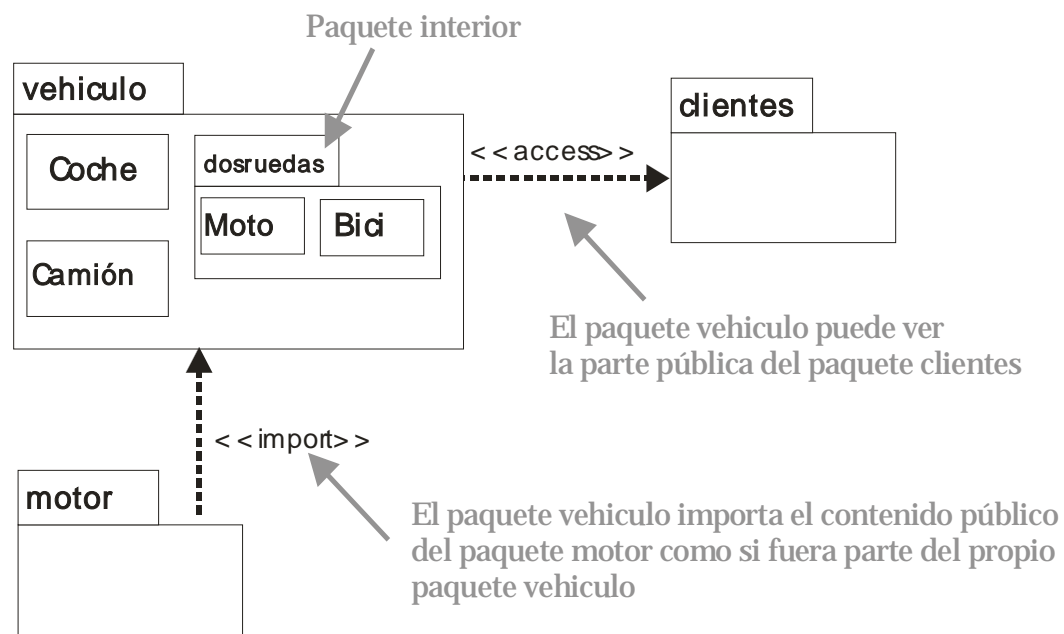 Paquete interior
vehiculo
clientes
Coche
dosruedas
<<access>>
Moto
Bici
Camión
El paquete vehiculo puede ver
la parte pública del paquete clientes
<<import>>
motor
El paquete vehiculo importa el contenido público
del paquete motor como si fuera parte del propio
paquete vehiculo